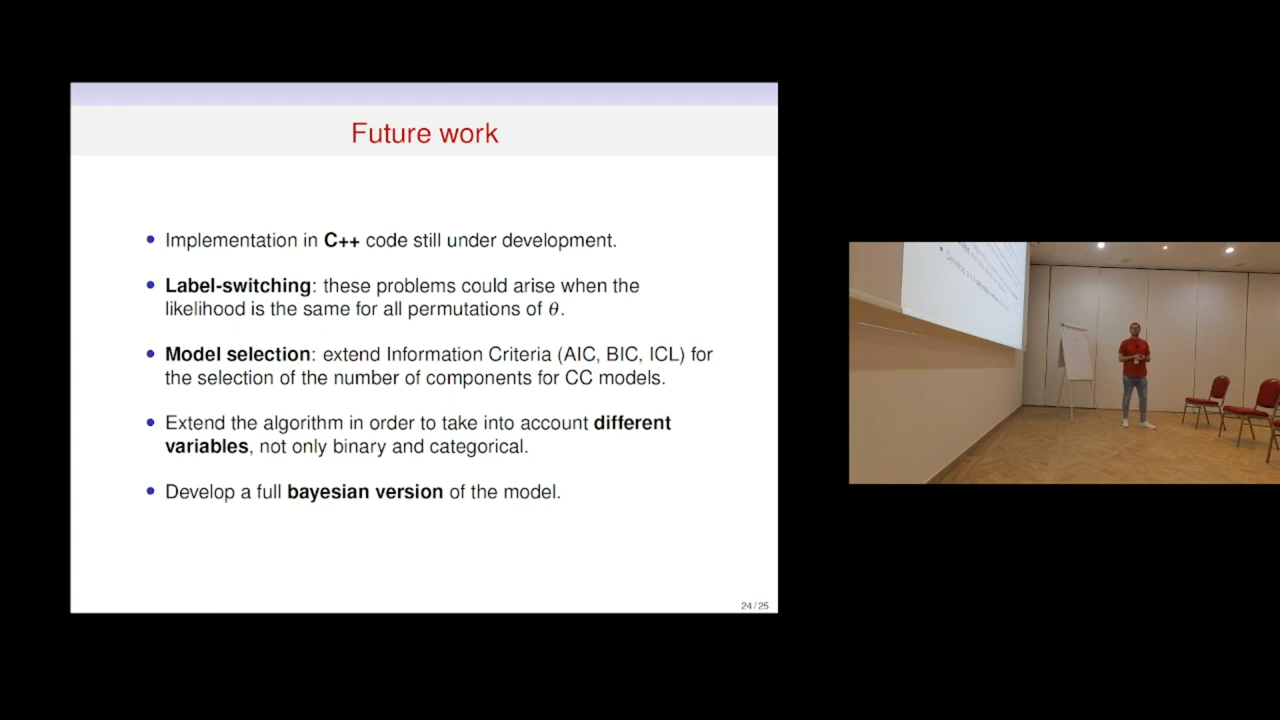 Future work
• Implementation in C++ code still under development.
• Label-switching: these problems could arise when the
likelihood is the same for all permutations of θ.
• Model selection: extend Information Criteria (AIC, BIC, ICL) for
the selection of the number of components for CC models.
• Extend the algorithm in order to take into account different
variables, not only binary and categorical.
• Develop a full bayesian version of the model.
24/25